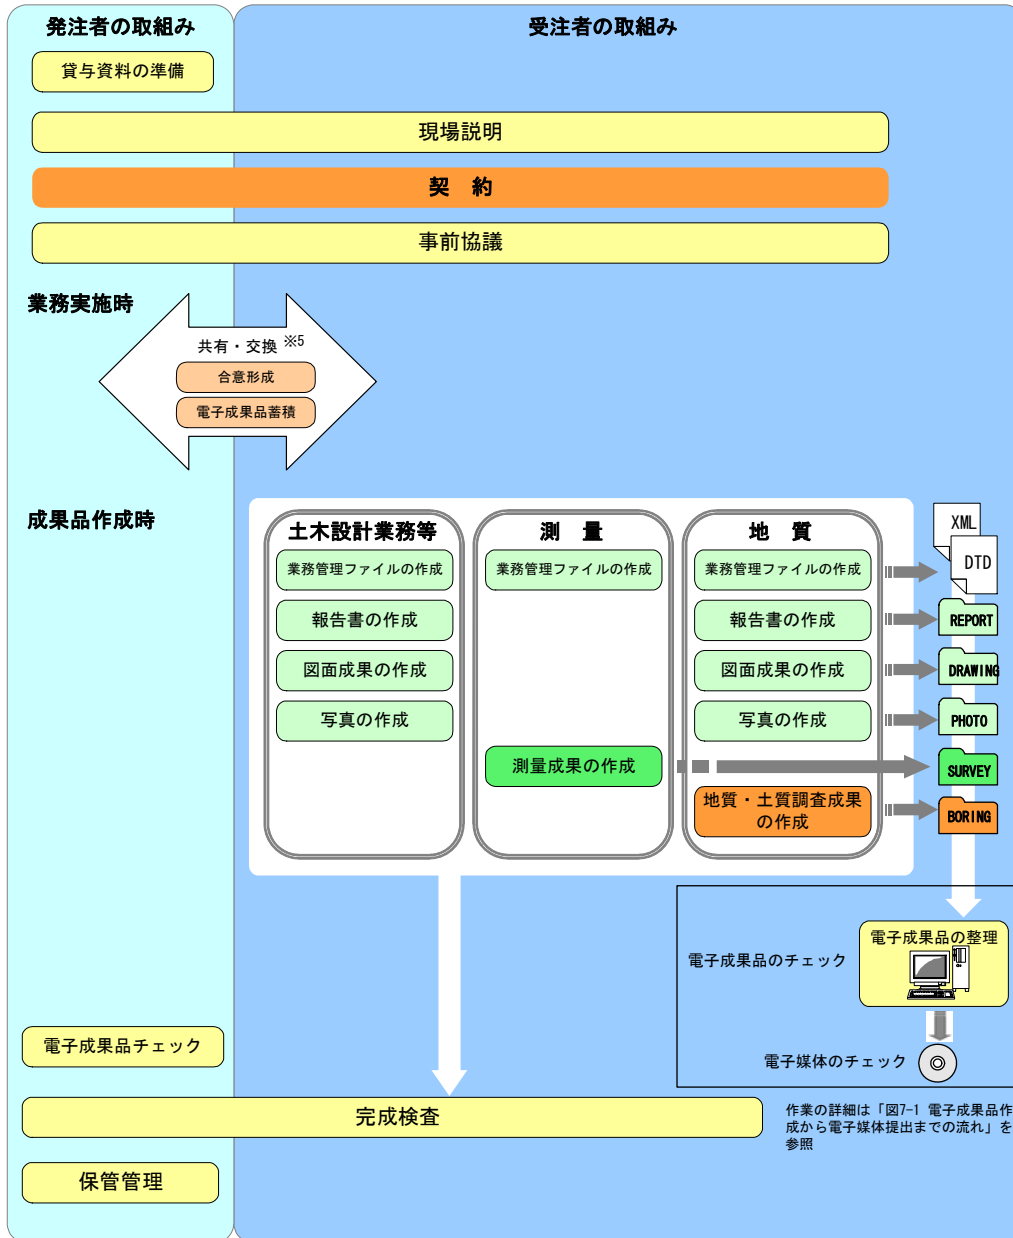 発注者の取組み
受注者の取組み
貸与資料の準備
現場説明
契 約
事前協議
業務実施時
共有・交換 ※5
合意形成
電子成果品蓄積
成果品作成時
土木設計業務等
業務管理ファイルの作成
報告書の作成
図面成果の作成
写真の作成
測 量
業務管理ファイルの作成
測量成果の作成
地 質
業務管理ファイルの作成
報告書の作成
図面成果の作成
写真の作成
地質・土質調査成果
の作成
XML
DTD
REPORT
DRAWING
PHOTO
SURVEY
BORING
電子成果品の整理
電子成果品のチェック
電子媒体のチェック
電子成果品チェック
完成検査
作業の詳細は「図7-1 電子成果品作
成から電子媒体提出までの流れ」を
参照
保管管理